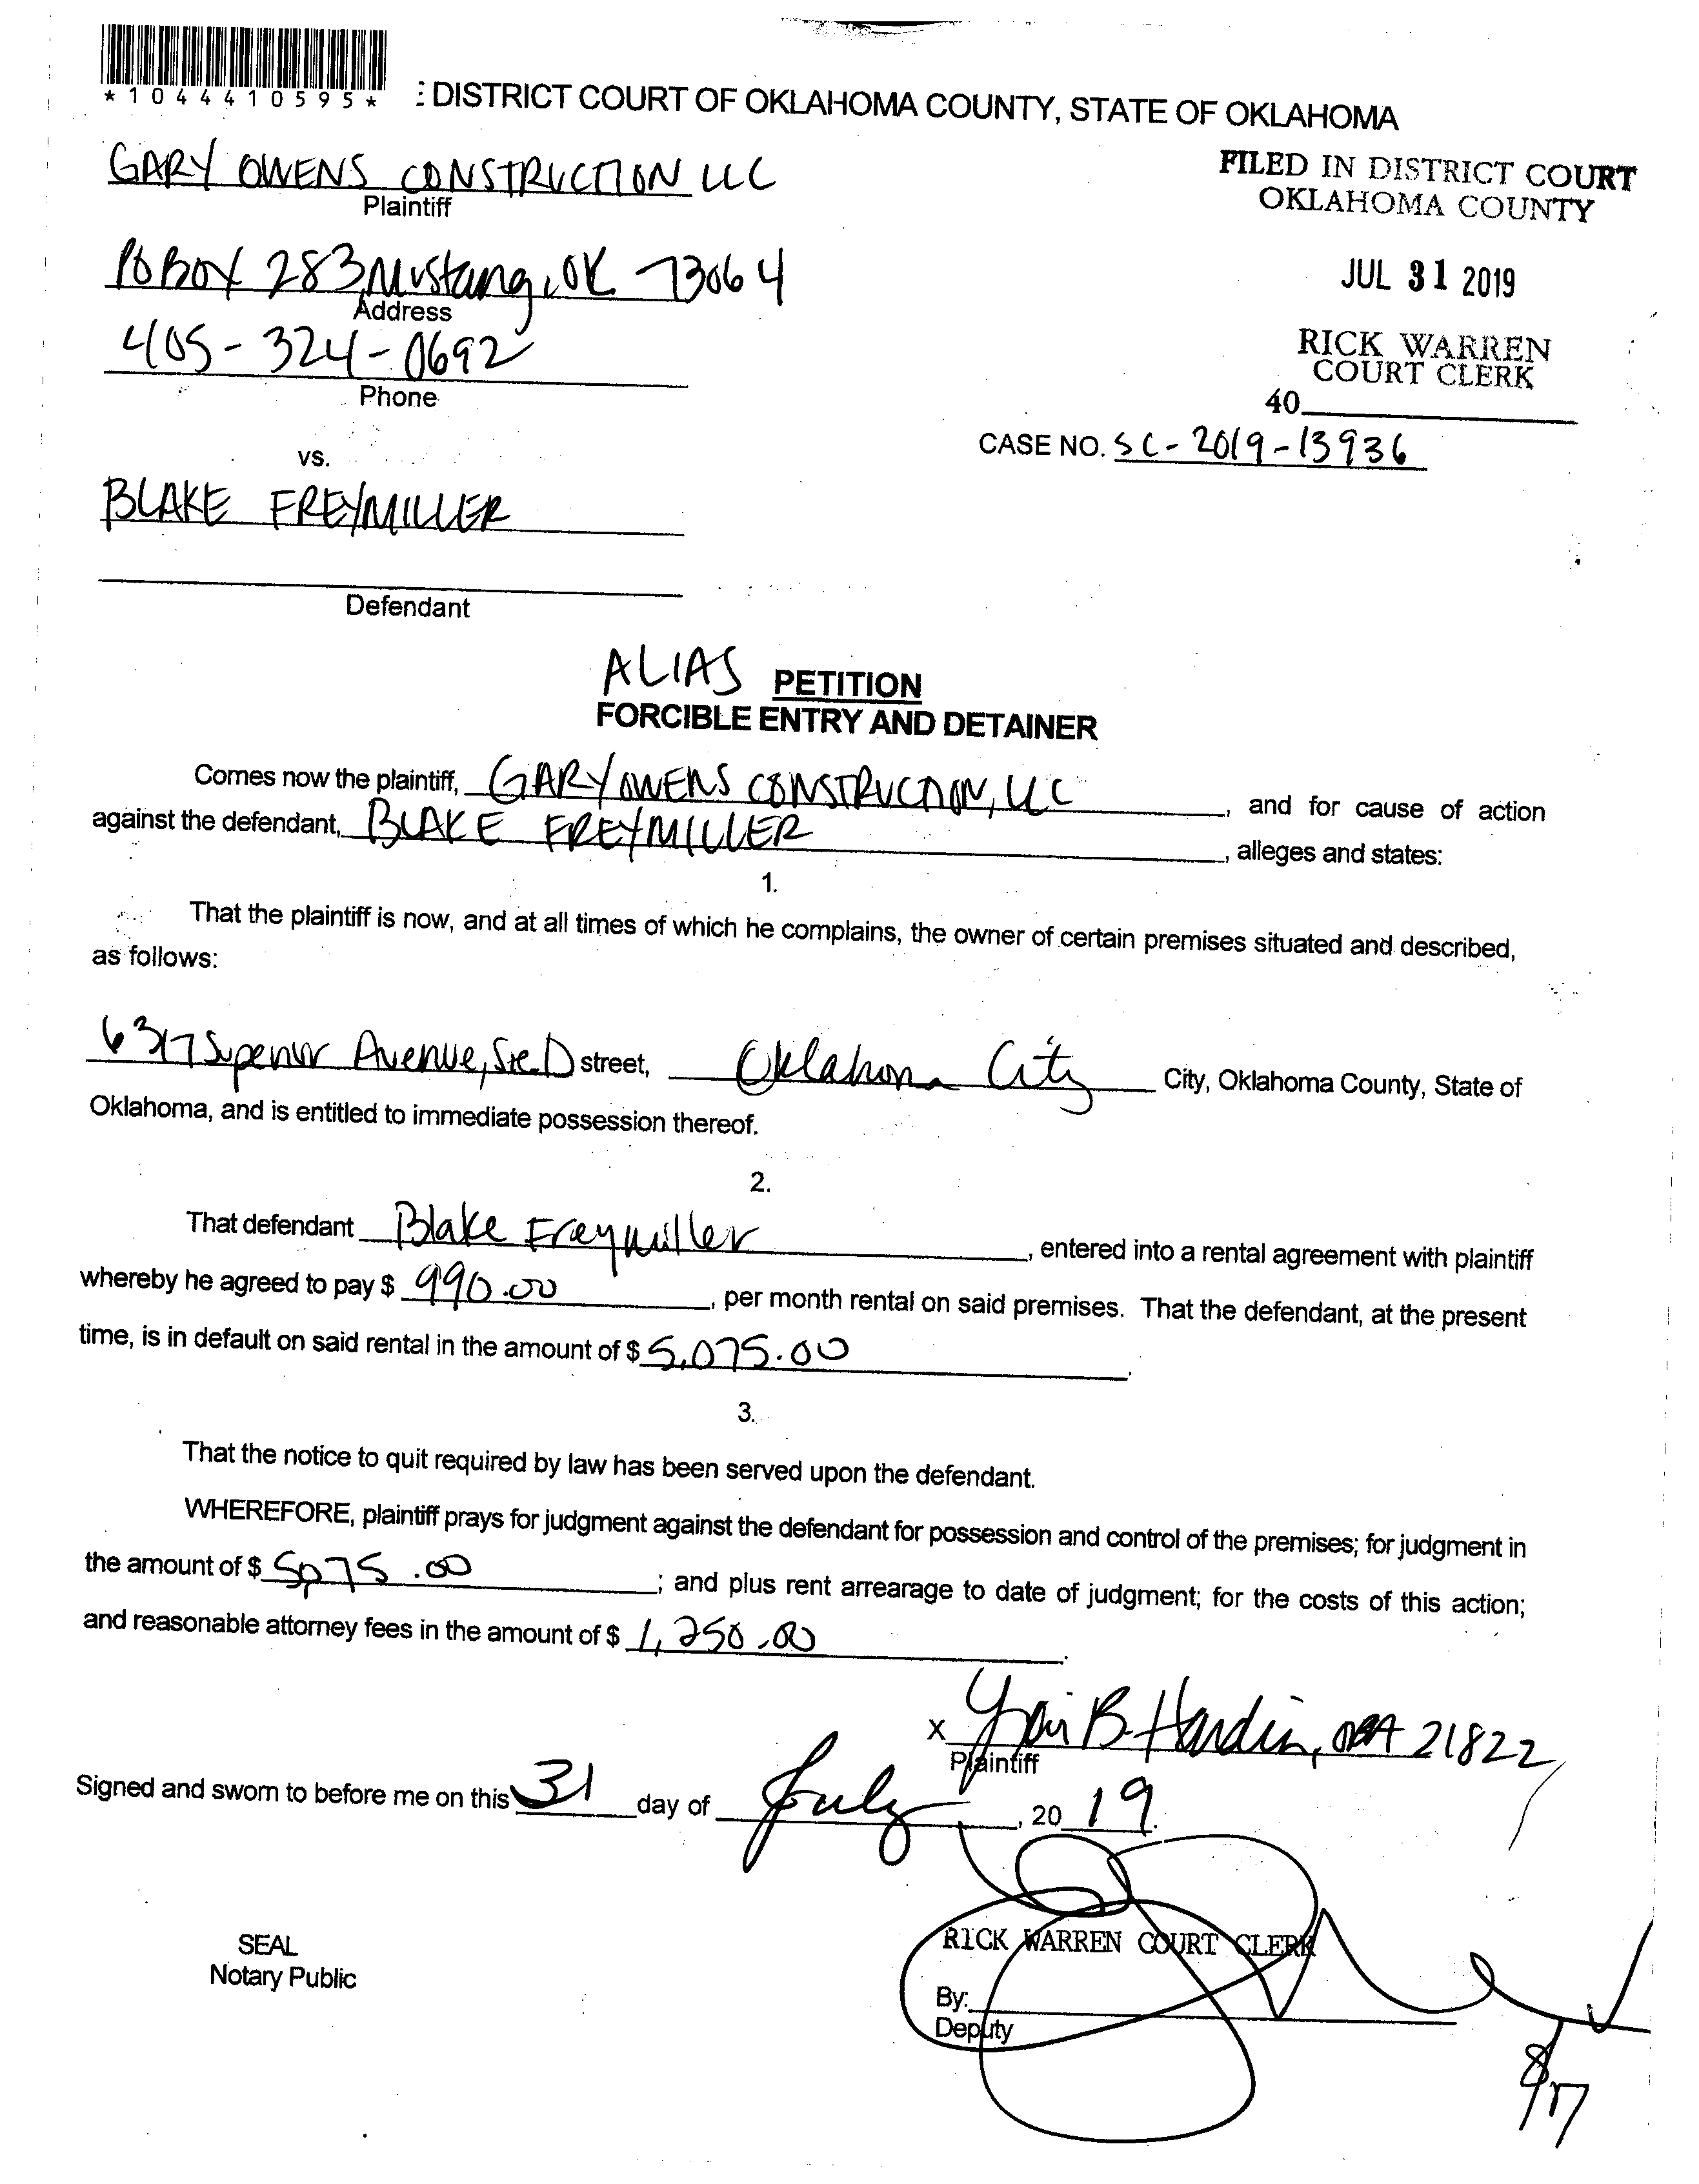 *1044410595*
: DISTRICT COURT OF OKLAHOMA COUNTY, STATE OF OKLAHOMA
GARY OWENS CONSTRUCTION LLC
Plaintiff
FILED IN DISTRICT COURT
OKLAHOMA COUNTY
PO BOX 283, Mustang, OK 73064
Address
JUL 31 2019
405-324-0692
Phone
RICK WARREN
COURT CLERK
40
CASE NO. SC-2019-13936
vs.
BLAKE FREYMILLER
Defendant
ALIAS PETITION
FORCIBLE ENTRY AND DETAINER
Comes now the plaintiff, GARY OWENS CONSTRUCTION, LLC, and for cause of action
against the defendant, BLAKE FREYMILLER, alleges and states:
1.
That the plaintiff is now, and at all times of which he complains, the owner of certain premises situated and described,
as follows:
6317 Superior Avenue, Ste. D street, Oklahoma City City, Oklahoma County, State of
Oklahoma, and is entitled to immediate possession thereof.
2.
That defendant Blake Freymiller, entered into a rental agreement with plaintiff
whereby he agreed to pay $ 990.00, per month rental on said premises. That the defendant, at the present
time, is in default on said rental in the amount of $ 5,075.00.
3.
That the notice to quit required by law has been served upon the defendant.
WHEREFORE, plaintiff prays for judgment against the defendant for possession and control of the premises; for judgment in
the amount of $ 5,075.00; and plus rent arrearage to date of judgment; for the costs of this action;
and reasonable attorney fees in the amount of $ 1,250.00.
X B. Hardin, OBA 21822
Plaintiff
Signed and sworn to before me on this 31 day of July, 2019.
SEAL
Notary Public
RICK WARREN COURT CLERK
By:
Deputy
8/17